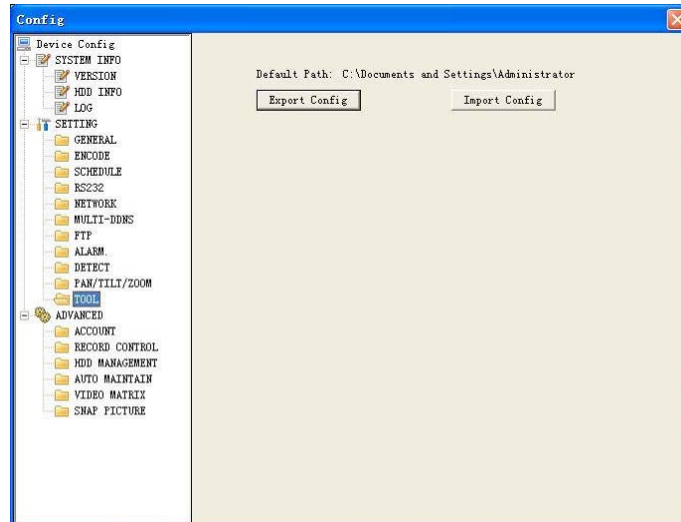 Config
Device Config
SYSTEM INFO
VERSION
HDD INFO
LOG
SETTING
GENERAL
ENCODE
SCHEDULE
RS232
NETWORK
MULTI-DDNS
FTP
ALARM.
DETECT
PAN/TILT/ZOOM
TOOL
ADVANCED
ACCOUNT
RECORD CONTROL
HDD MANAGEMENT
AUTO MAINTAIN
VIDEO MATRIX
SNAP PICTURE
Default Path: C:\Documents and Settings\Administrator
Export Config Import Config